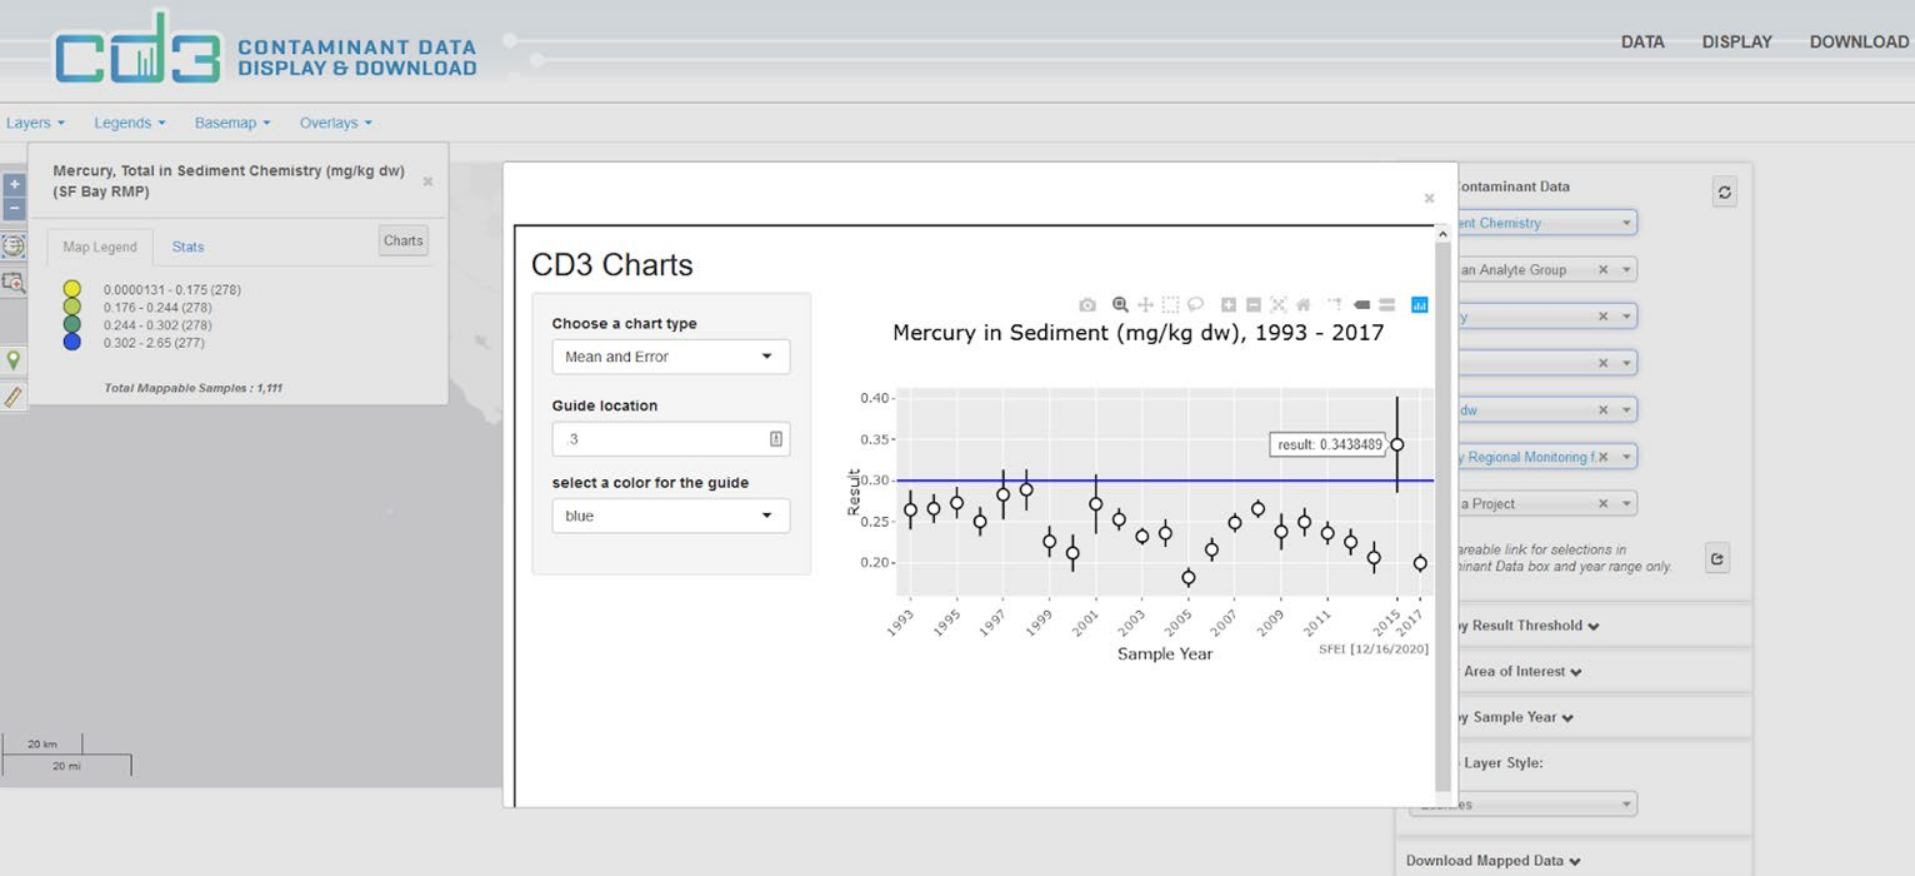 cd3
CONTAMINANT DATA
DISPLAY & DOWNLOAD
DATA DISPLAY DOWNLOAD
Layers Legends Basemap Overlays
Mercury, Total in Sediment Chemistry (mg/kg dw)
(SF Bay RMP)
Map Legend Stats Charts
0.0000131 - 0.175 (278)
0.176 - 0.244 (278)
0.244 - 0.302 (278)
0.302 - 2.65 (277)
Total Mappable Samples : 1,111
20 km
20 mi
CD3 Charts
Choose a chart type
Mean and Error
Guide location
.3
select a color for the guide
blue
Mercury in Sediment (mg/kg dw), 1993 - 2017
Result
0.40
0.35
0.30
0.25
0.20
result: 0.3438489
1993 1995 1997 1999 2001 2003 2005 2007 2009 2011 2015 2017
Sample Year
SFEI [12/16/2020]
ontaminant Data
ent Chemistry
an Analyte Group
y
dw
y Regional Monitoring f.
a Project
areable link for selections in
inant Data box and year range only.
y Result Threshold
Area of Interest
y Sample Year
Layer Style:
es
Download Mapped Data